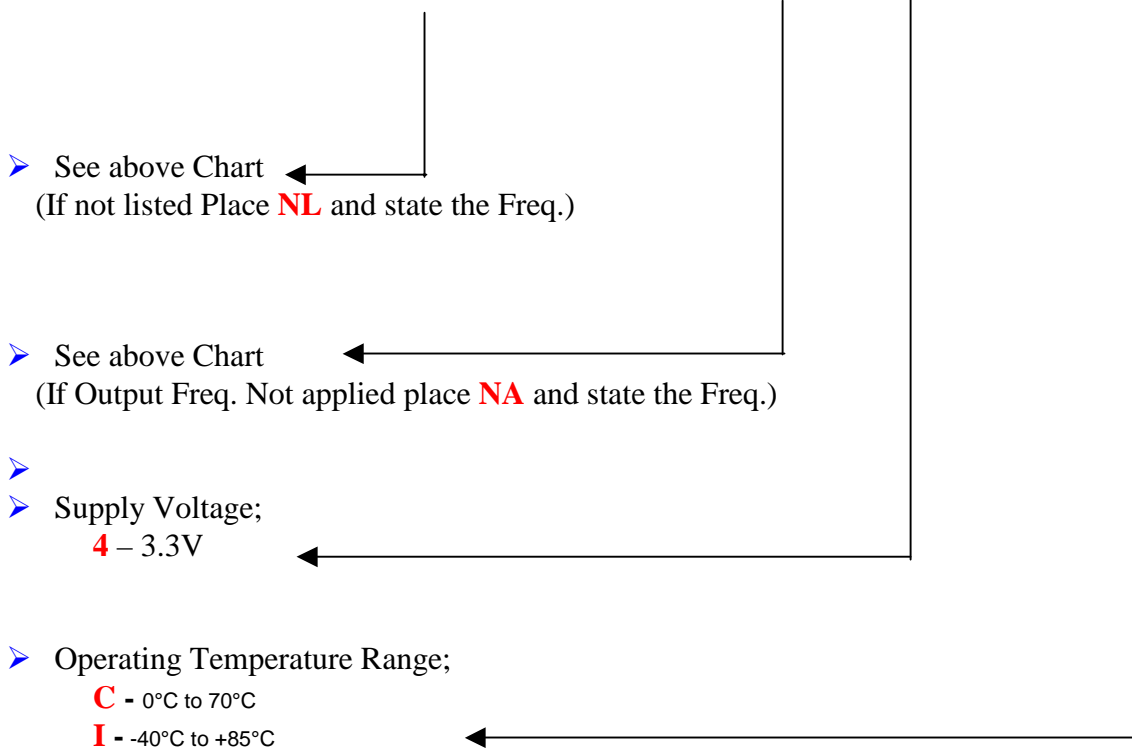 ➢ See above Chart
(If not listed Place NL and state the Freq.)
➢ See above Chart
(If Output Freq. Not applied place NA and state the Freq.)
➢
➢ Supply Voltage;
4 – 3.3V
➢ Operating Temperature Range;
C - 0°C to 70°C
I - -40°C to +85°C